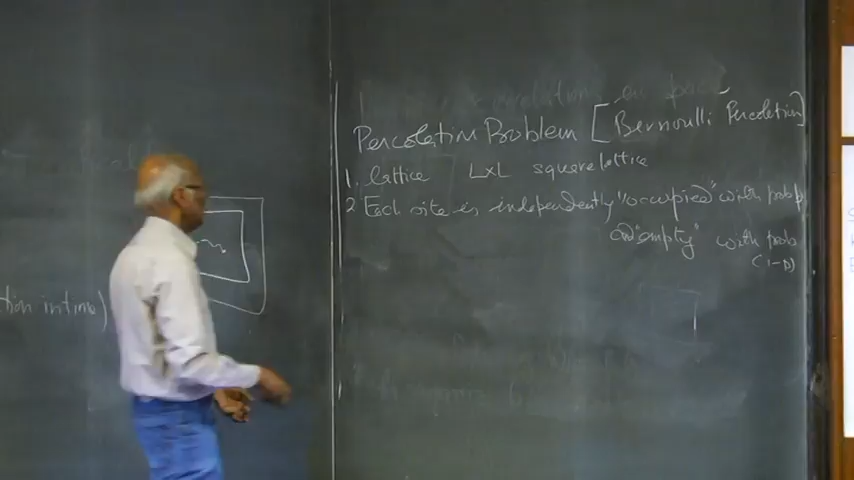 Percolation Problem [Bernoulli Percolation]
1. lattice LxL square lattice
2 Each site is independently "occupied" with prob p
and "empty" with prob
(1-p)
tion in time)